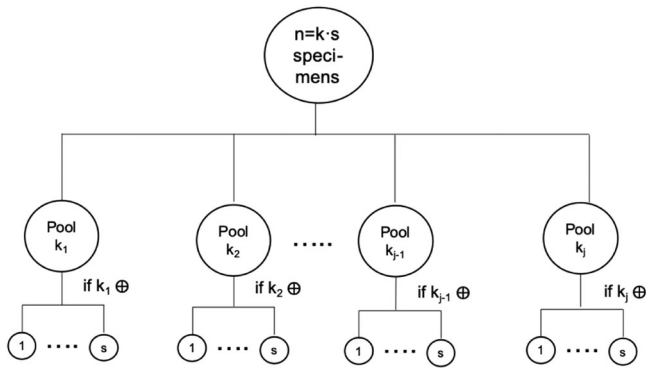 n=k·s
speci-
mens
Pool
k₁
Pool
k₂
.....
Pool
kⱼ₋₁
Pool
kⱼ
if k₁ ⊕
if k₂ ⊕
if kⱼ₋₁ ⊕
if kⱼ ⊕
1 .... s
1 .... s
1 .... s
1 .... s